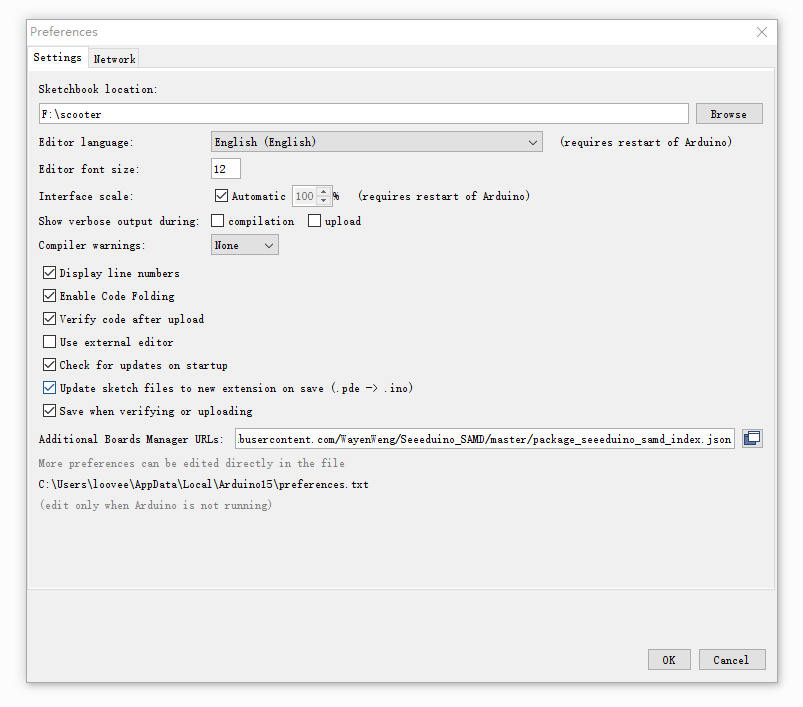 Preferences
Settings Network
Sketchbook location:
F:\scooter Browse
Editor language: English (English) (requires restart of Arduino)
Editor font size: 12
Interface scale: Automatic 100 % (requires restart of Arduino)
Show verbose output during: compilation upload
Compiler warnings: None
Display line numbers
Enable Code Folding
Verify code after upload
Use external editor
Check for updates on startup
Update sketch files to new extension on save (.pde -> .ino)
Save when verifying or uploading
Additional Boards Manager URLs: .busercontent.com/WayenWeng/Seeeduino_SAMD/master/package_seeeduino_samd_index.json
More preferences can be edited directly in the file
C:\Users\loovee\AppData\Local\Arduino15\preferences.txt
(edit only when Arduino is not running)
OK Cancel